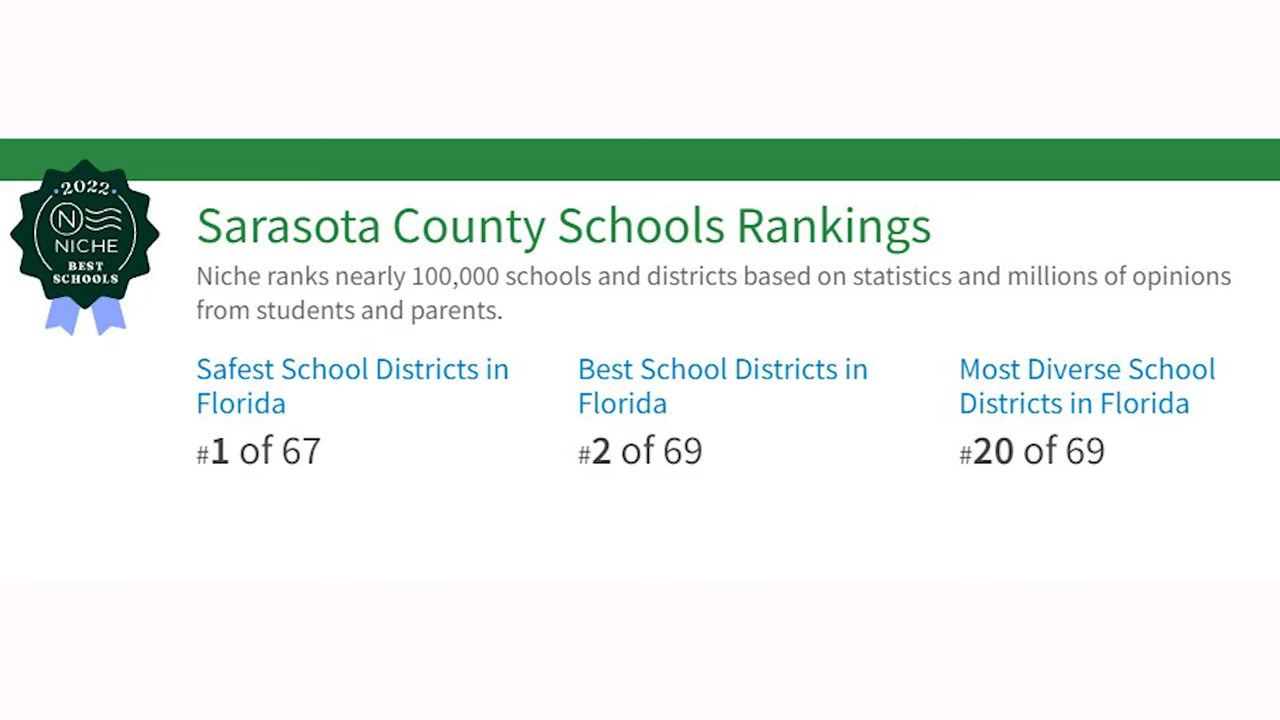 2022
N
NICHE
BEST
SCHOOLS
Sarasota County Schools Rankings
Niche ranks nearly 100,000 schools and districts based on statistics and millions of opinions
from students and parents.
Safest School Districts in
Florida
#1 of 67
Best School Districts in
Florida
#2 of 69
Most Diverse School
Districts in Florida
#20 of 69